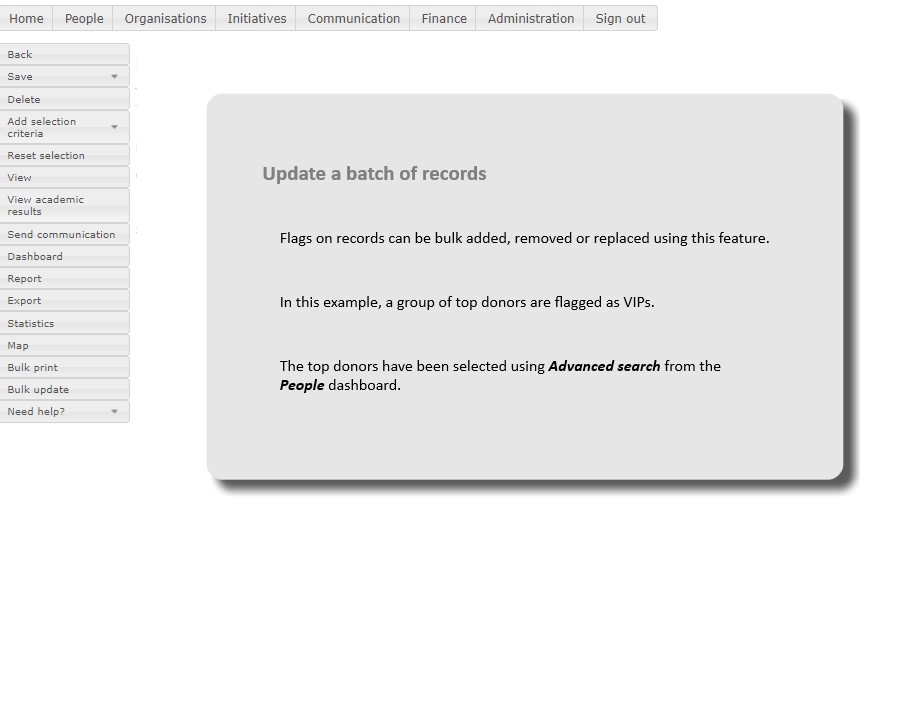 Home People Organisations Initiatives Communication Finance Administration Sign out
Back
Save
Delete
Add selection
criteria
Reset selection
View
View academic
results
Send communication
Dashboard
Report
Export
Statistics
Map
Bulk print
Bulk update
Need help?
Update a batch of records
Flags on records can be bulk added, removed or replaced using this feature.
In this example, a group of top donors are flagged as VIPs.
The top donors have been selected using Advanced search from the
People dashboard.